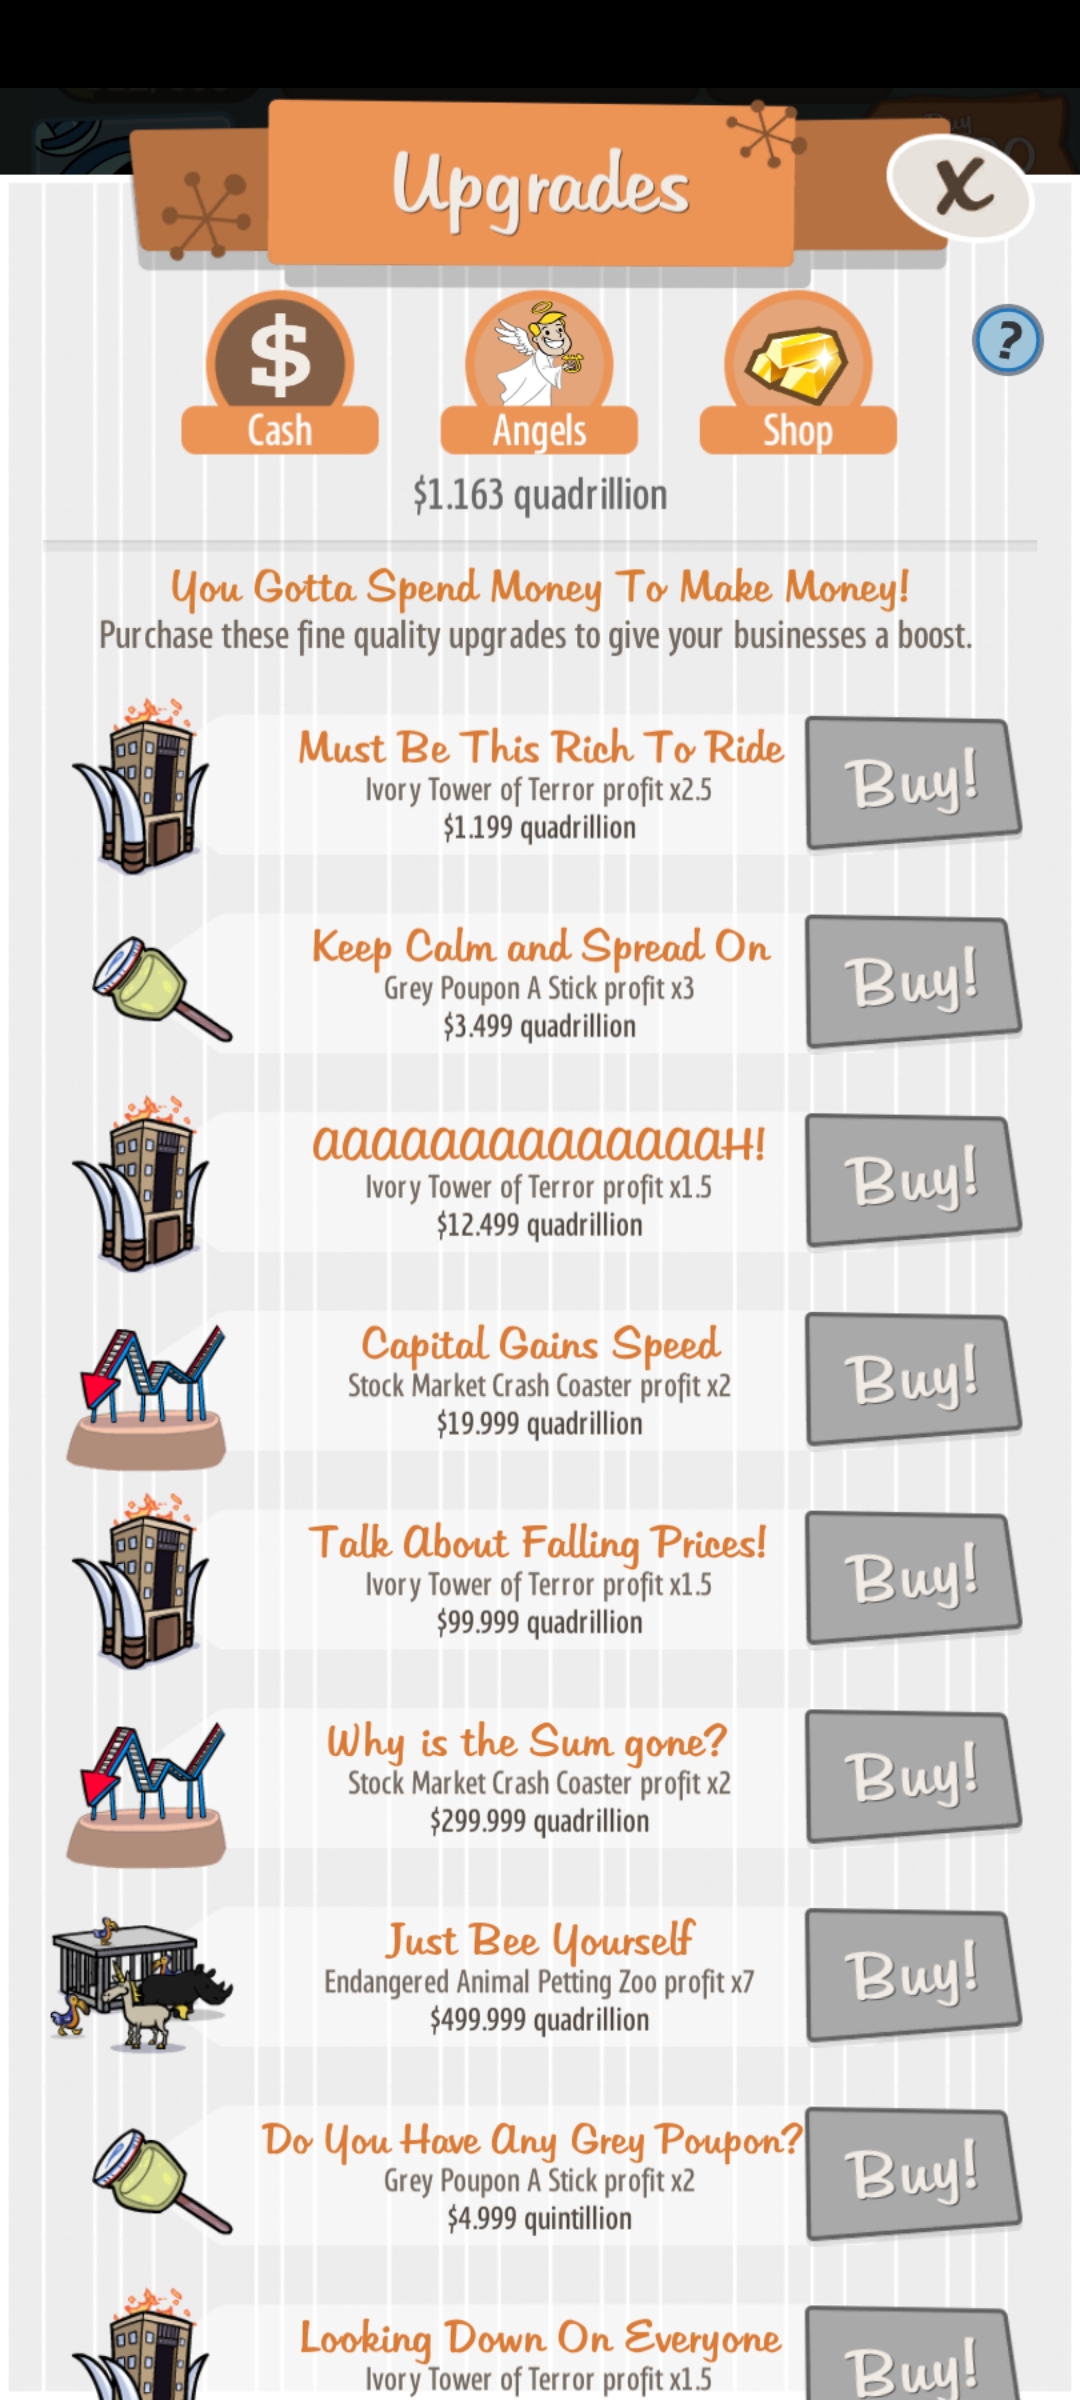 Upgrades
X
$
?
Cash
Angels
Shop
$1.163 quadrillion
You Gotta Spend Money To Make Money!
Purchase these fine quality upgrades to give your businesses a boost.
Must Be This Rich To Ride
Ivory Tower of Terror profit x2.5
$1.199 quadrillion
Buy!
Keep Calm and Spread On
Grey Poupon A Stick profit x3
$3.499 quadrillion
Buy!
aaaaaaaaaaaaaaH!
Ivory Tower of Terror profit x1.5
$12.499 quadrillion
Buy!
Capital Gains Speed
Stock Market Crash Coaster profit x2
$19.999 quadrillion
Buy!
Talk About Falling Prices!
Ivory Tower of Terror profit x1.5
$99.999 quadrillion
Buy!
Why is the Sum gone?
Stock Market Crash Coaster profit x2
$299.999 quadrillion
Buy!
Just Bee Yourself
Endangered Animal Petting Zoo profit x7
$499.999 quadrillion
Buy!
Do You Have Any Grey Poupon?
Grey Poupon A Stick profit x2
$4.999 quintillion
Buy!
Looking Down On Everyone
Ivory Tower of Terror profit x1.5
Buy!